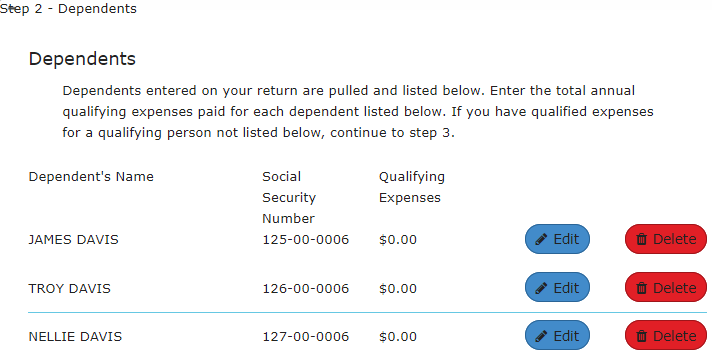 Step 2 - Dependents
Dependents
Dependents entered on your return are pulled and listed below. Enter the total annual
qualifying expenses paid for each dependent listed below. If you have qualified expenses
for a qualifying person not listed below, continue to step 3.
Dependent's Name Social Qualifying
Security Expenses
Number
JAMES DAVIS 125-00-0006 $0.00 Edit Delete
TROY DAVIS 126-00-0006 $0.00 Edit Delete
NELLIE DAVIS 127-00-0006 $0.00 Edit Delete